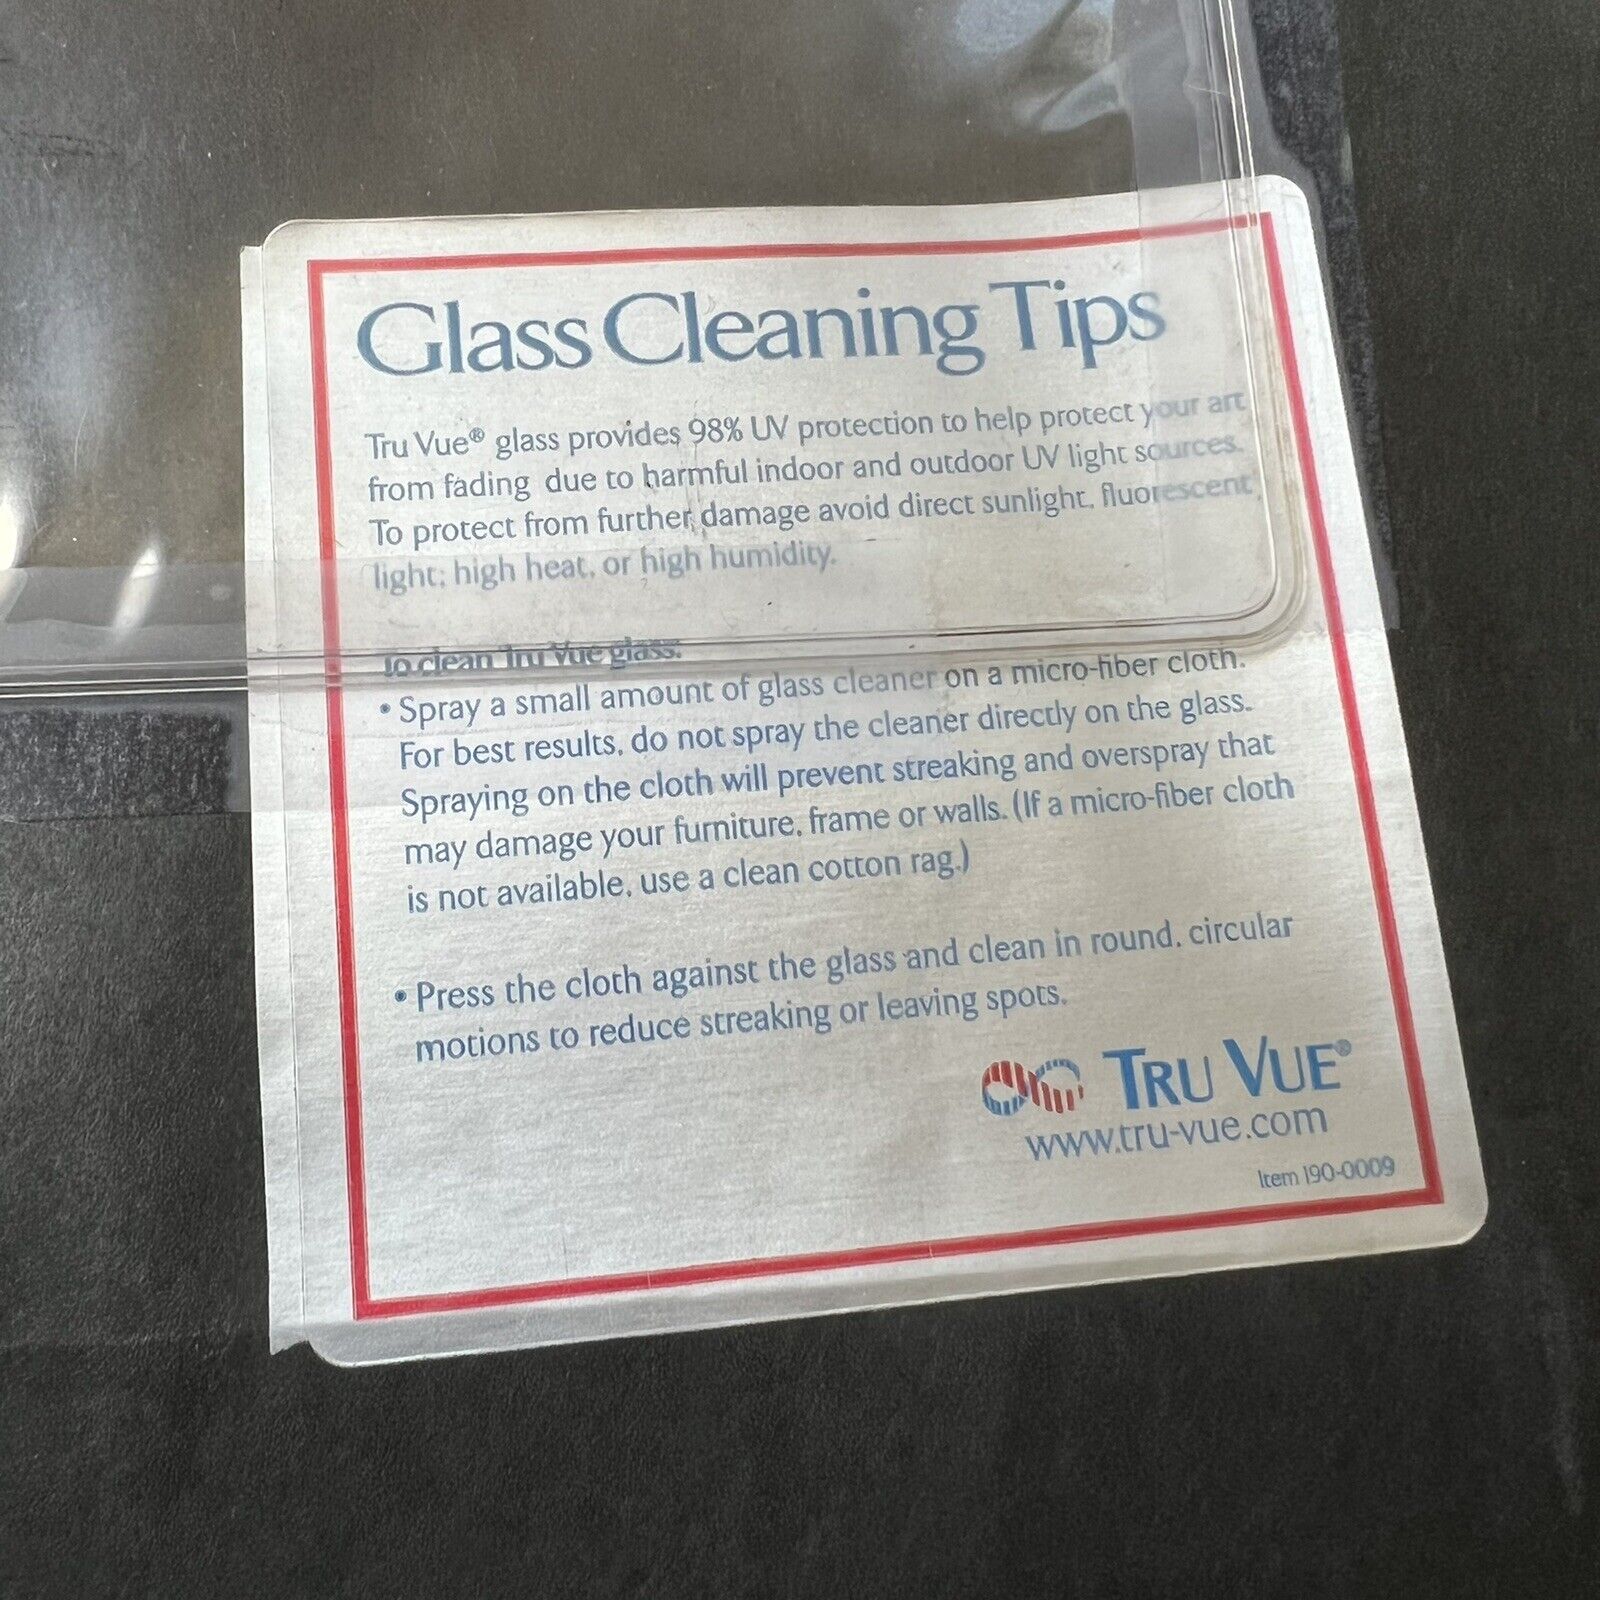 Glass Cleaning Tips
Tru Vue® glass provides 98% UV protection to help protect your art
from fading due to harmful indoor and outdoor UV light sources.
To protect from further damage avoid direct sunlight, fluorescent
light; high heat, or high humidity.
To clean Tru Vue glass:
• Spray a small amount of glass cleaner on a micro-fiber cloth.
For best results, do not spray the cleaner directly on the glass.
Spraying on the cloth will prevent streaking and overspray that
may damage your furniture, frame or walls. (If a micro-fiber cloth
is not available, use a clean cotton rag.)
• Press the cloth against the glass and clean in round, circular
motions to reduce streaking or leaving spots.
TRU VUE®
www.tru-vue.com
Item 190-0009